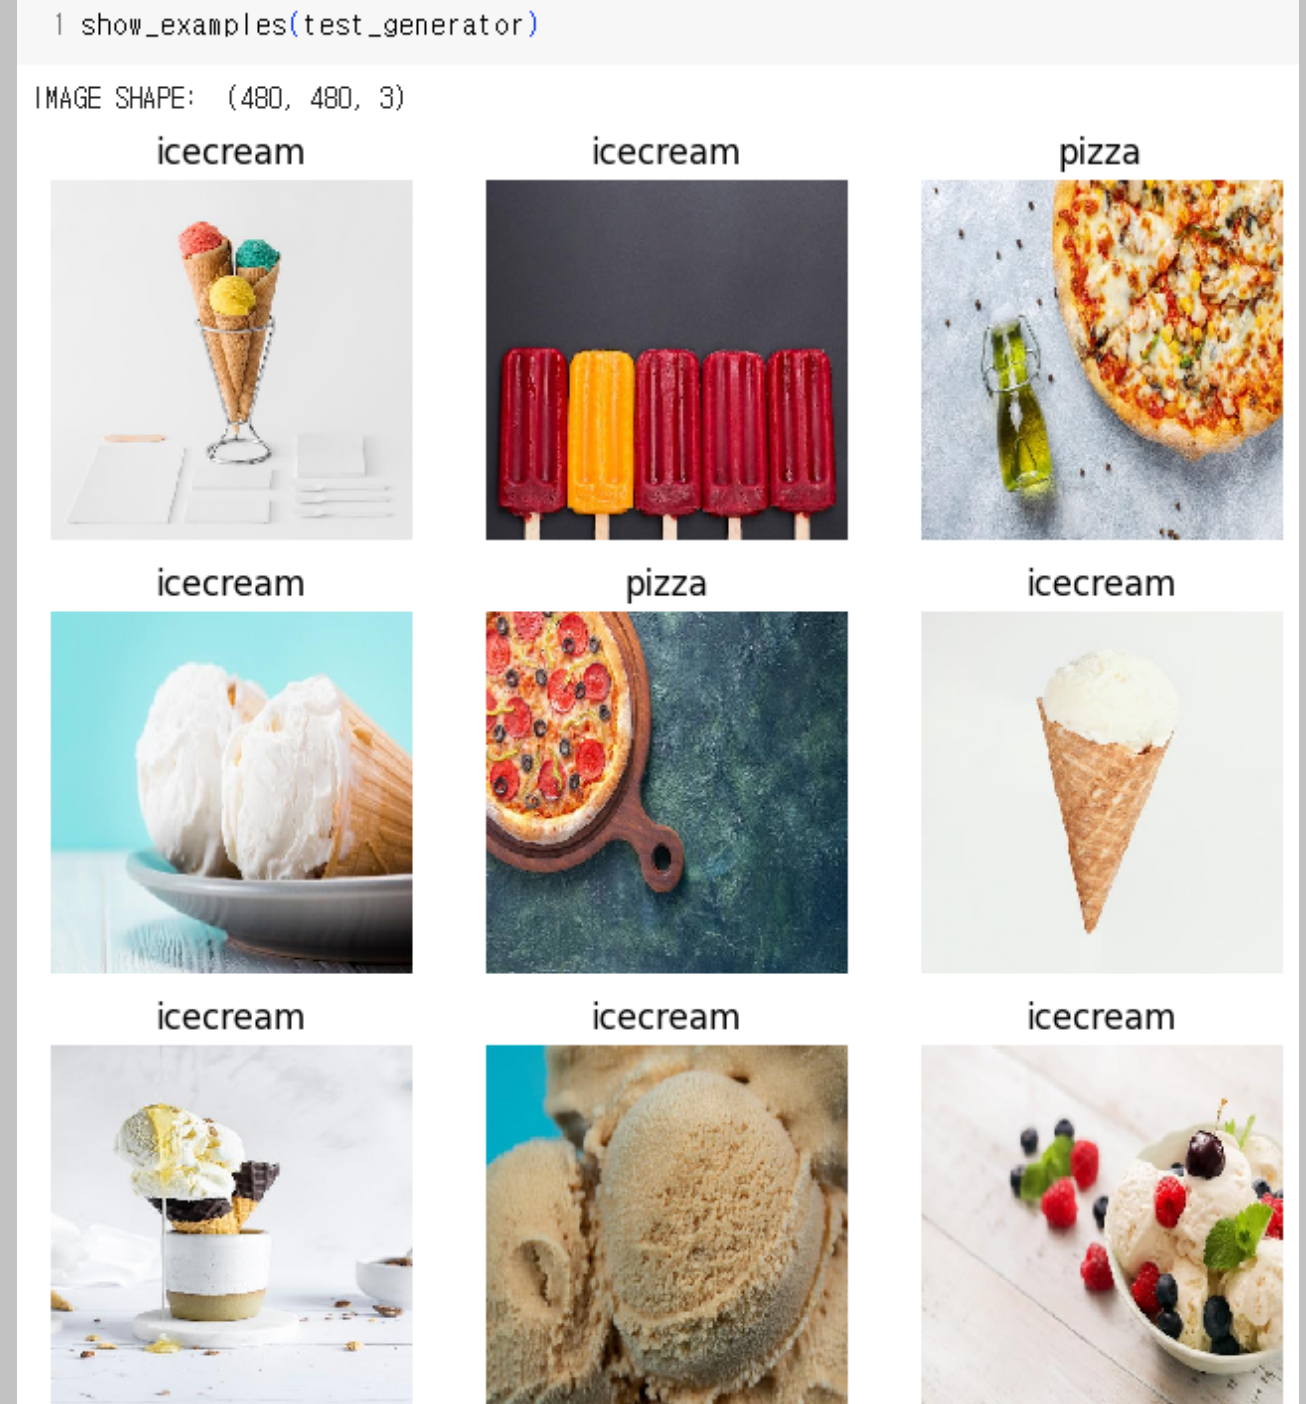 1 show_examples(test_generator)
IMAGE SHAPE: (480, 480, 3)
icecream icecream pizza
icecream pizza icecream
icecream icecream icecream